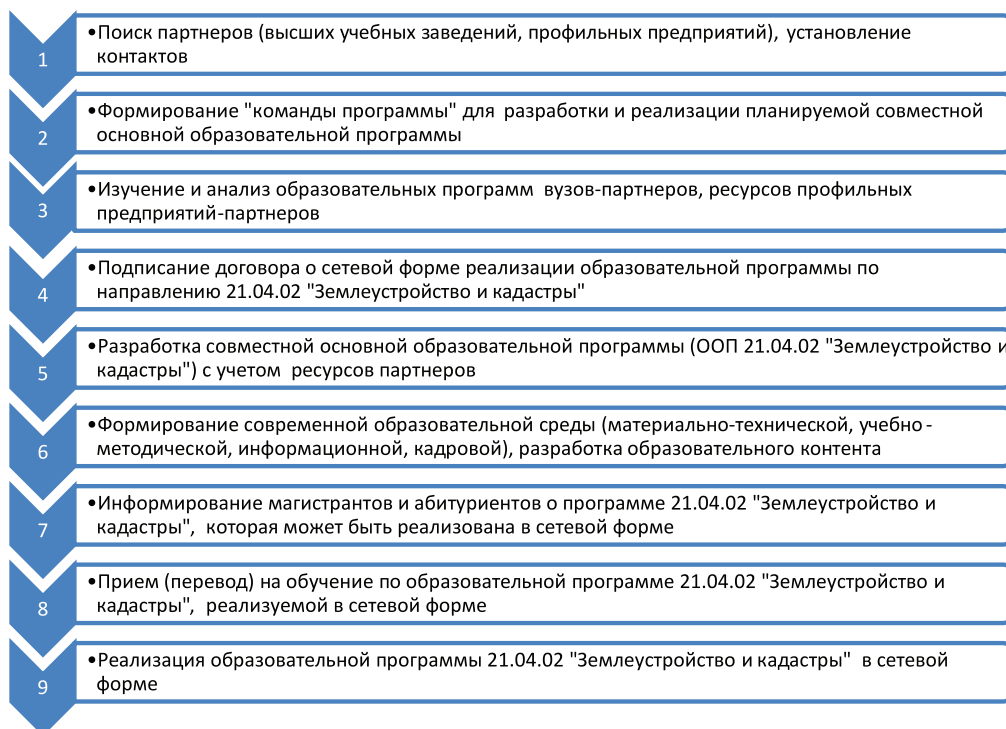 1
•Поиск партнеров (высших учебных заведений, профильных предприятий), установление
контактов
2
•Формирование "команды программы" для разработки и реализации планируемой совместной
основной образовательной программы
3
•Изучение и анализ образовательных программ вузов-партнеров, ресурсов профильных
предприятий-партнеров
4
•Подписание договора о сетевой форме реализации образовательной программы по
направлению 21.04.02 "Землеустройство и кадастры"
5
•Разработка совместной основной образовательной программы (ООП 21.04.02 "Землеустройство и
кадастры") с учетом ресурсов партнеров
6
•Формирование современной образовательной среды (материально-технической, учебно-
методической, информационной, кадровой), разработка образовательного контента
7
•Информирование магистрантов и абитуриентов о программе 21.04.02 "Землеустройство и
кадастры", которая может быть реализована в сетевой форме
8
•Прием (перевод) на обучение по образовательной программе 21.04.02 "Землеустройство и
кадастры", реализуемой в сетевой форме
9
•Реализация образовательной программы 21.04.02 "Землеустройство и кадастры" в сетевой
форме